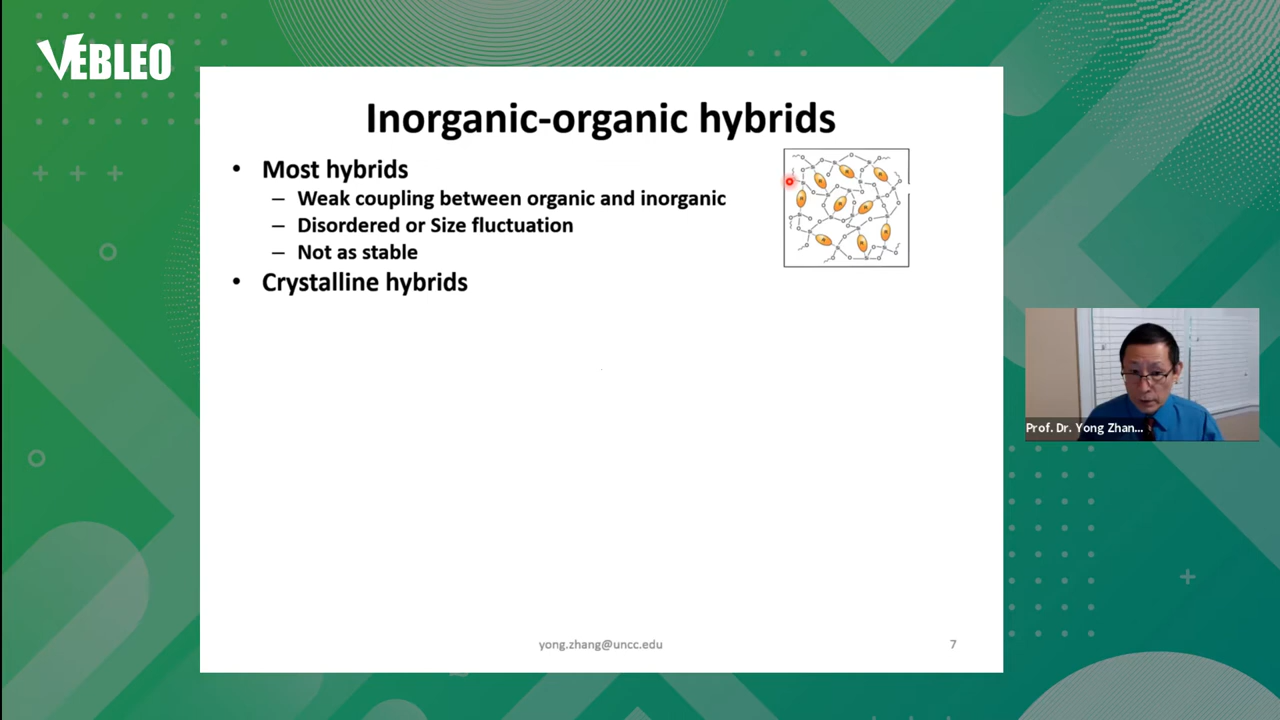 VEBLEO
Inorganic-organic hybrids
• Most hybrids
– Weak coupling between organic and inorganic
– Disordered or Size fluctuation
– Not as stable
• Crystalline hybrids
Prof. Dr. Yong Zhan...
yong.zhang@uncc.edu
7